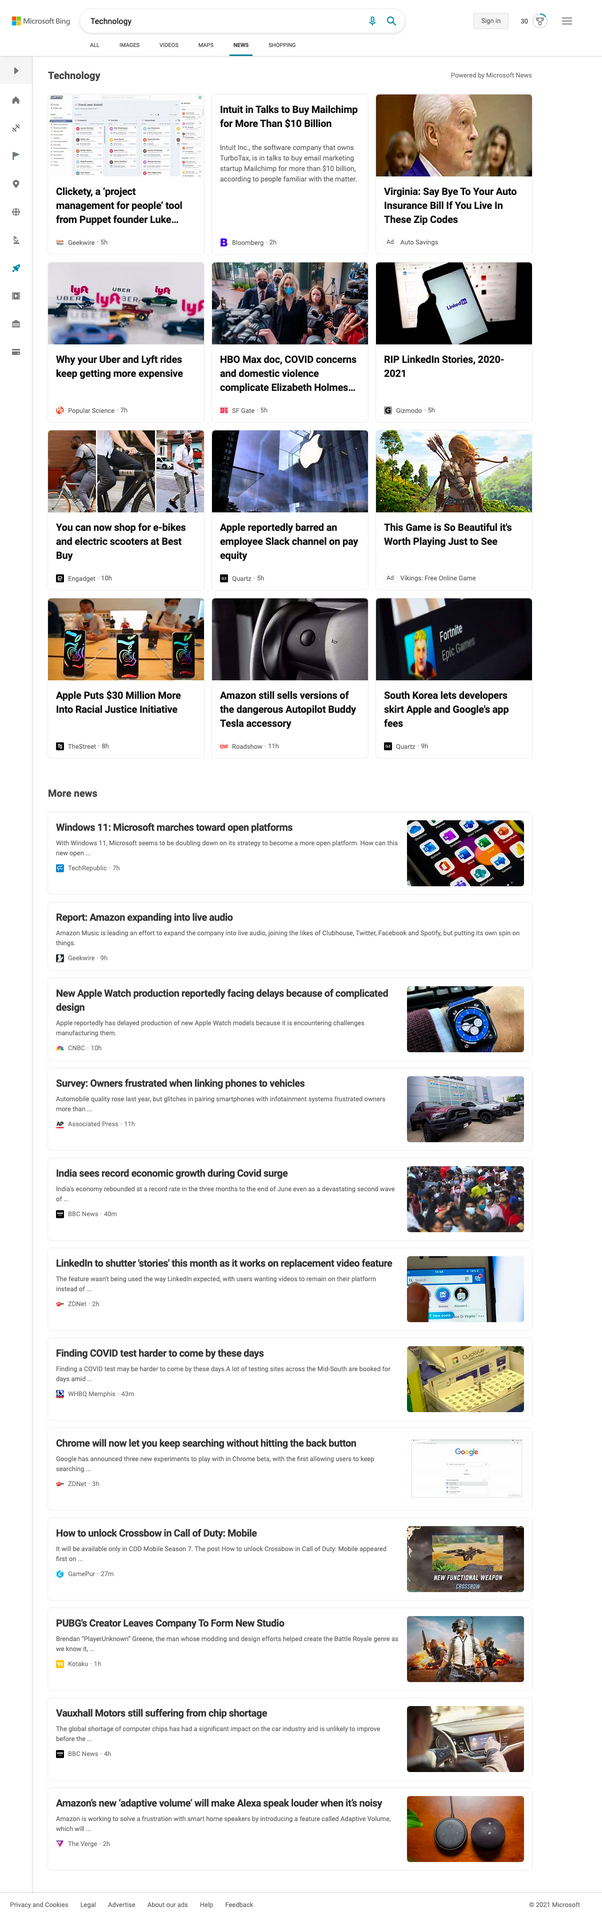 Microsoft Bing
Technology
Sign in
30
ALL IMAGES VIDEOS MAPS NEWS SHOPPING
Technology
Powered by Microsoft News
Clickety, a 'project
management for people' tool
from Puppet founder Luke...
Geekwire · 5h
Intuit in Talks to Buy Mailchimp
for More Than $10 Billion
Intuit Inc., the software company that owns
TurboTax, is in talks to buy email marketing
startup Mailchimp for more than $10 billion,
according to people familiar with the matter.
Bloomberg · 2h
Virginia: Say Bye To Your Auto
Insurance Bill If You Live In
These Zip Codes
Ad Auto Savings
UBER
lyft
Why your Uber and Lyft rides
keep getting more expensive
Popular Science · 7h
HBO Max doc, COVID concerns
and domestic violence
complicate Elizabeth Holmes...
SF Gate · 5h
LinkedIn
RIP LinkedIn Stories, 2020-
2021
Gizmodo · 5h
You can now shop for e-bikes
and electric scooters at Best
Buy
Engadget · 10h
Apple reportedly barred an
employee Slack channel on pay
equity
Quartz · 5h
This Game is So Beautiful it's
Worth Playing Just to See
Ad Vikings: Free Online Game
Apple Puts $30 Million More
Into Racial Justice Initiative
TheStreet · 8h
Amazon still sells versions of
the dangerous Autopilot Buddy
Tesla accessory
Roadshow · 11h
Fortnite
Epic Games
South Korea lets developers
skirt Apple and Google's app
fees
Quartz · 9h
More news
Windows 11: Microsoft marches toward open platforms
With Windows 11, Microsoft seems to be doubling down on its strategy to become a more open platform. How can this
new open ...
TechRepublic · 7h
Report: Amazon expanding into live audio
Amazon Music is leading an effort to expand the company into live audio, joining the likes of Clubhouse, Twitter, Facebook and Spotify, but putting its own spin on
things.
Geekwire · 9h
New Apple Watch production reportedly facing delays because of complicated
design
Apple reportedly has delayed production of new Apple Watch models because it is encountering challenges
manufacturing them.
CNBC · 10h
Survey: Owners frustrated when linking phones to vehicles
Automobile quality rose last year, but glitches in pairing smartphones with infotainment systems frustrated owners
more than ...
AP Associated Press · 11h
India sees record economic growth during Covid surge
India's economy rebounded at a record rate in the three months to the end of June even as a devastating second wave
of ...
BBC News · 40m
LinkedIn to shutter 'stories' this month as it works on replacement video feature
The feature wasn't being used the way LinkedIn expected, with users wanting videos to remain on their platform
instead of ...
ZDNet · 2h
Finding COVID test harder to come by these days
Finding a COVID test may be harder to come by these days.A lot of testing sites across the Mid-South are booked for
days amid ...
WHBQ Memphis · 43m
Chrome will now let you keep searching without hitting the back button
Google has announced three new experiments to play with in Chrome beta, with the first allowing users to keep
searching ...
ZDNet · 3h
Google
How to unlock Crossbow in Call of Duty: Mobile
It will be available only in COD Mobile Season 7. The post How to unlock Crossbow in Call of Duty: Mobile appeared
first on ...
GamePur · 27m
NEW FUNCTIONAL WEAPON
CROSSBOW
PUBG's Creator Leaves Company To Form New Studio
Brendan "PlayerUnknown" Greene, the man whose modding and design efforts helped create the Battle Royale genre as
we know it, ...
Kotaku · 1h
Vauxhall Motors still suffering from chip shortage
The global shortage of computer chips has had a significant impact on the car industry and is unlikely to improve
before the ...
BBC News · 4h
Amazon's new 'adaptive volume' will make Alexa speak louder when it's noisy
Amazon is working to solve a frustration with smart home speakers by introducing a feature called Adaptive Volume,
which will ...
The Verge · 2h
Privacy and Cookies Legal Advertise About our ads Help Feedback © 2021 Microsoft